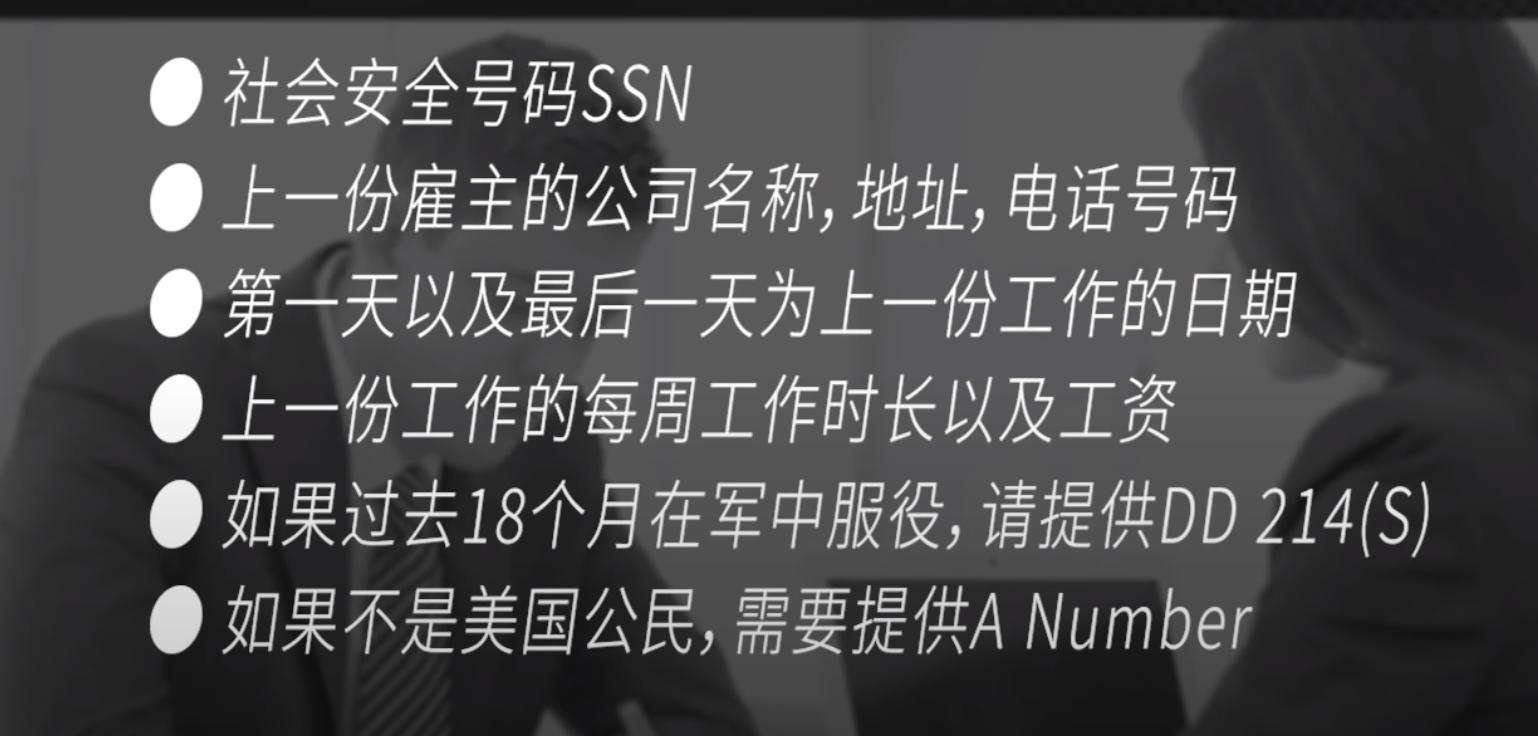 ● 社会安全号码SSN
● 上一份雇主的公司名称, 地址, 电话号码
● 第一天以及最后一天为上一份工作的日期
● 上一份工作的每周工作时长以及工资
● 如果过去18个月在军中服役, 请提供DD 214(S)
● 如果不是美国公民, 需要提供A Number